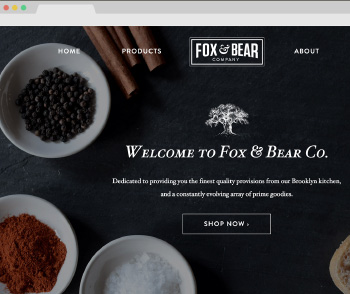 HOME
PRODUCTS
FOX & BEAR
COMPANY
ABOUT
Welcome to Fox & Bear Co.
Dedicated to providing you the finest quality provisions from our Brooklyn kitchen,
and a constantly evolving array of prime goodies.
SHOP NOW ›